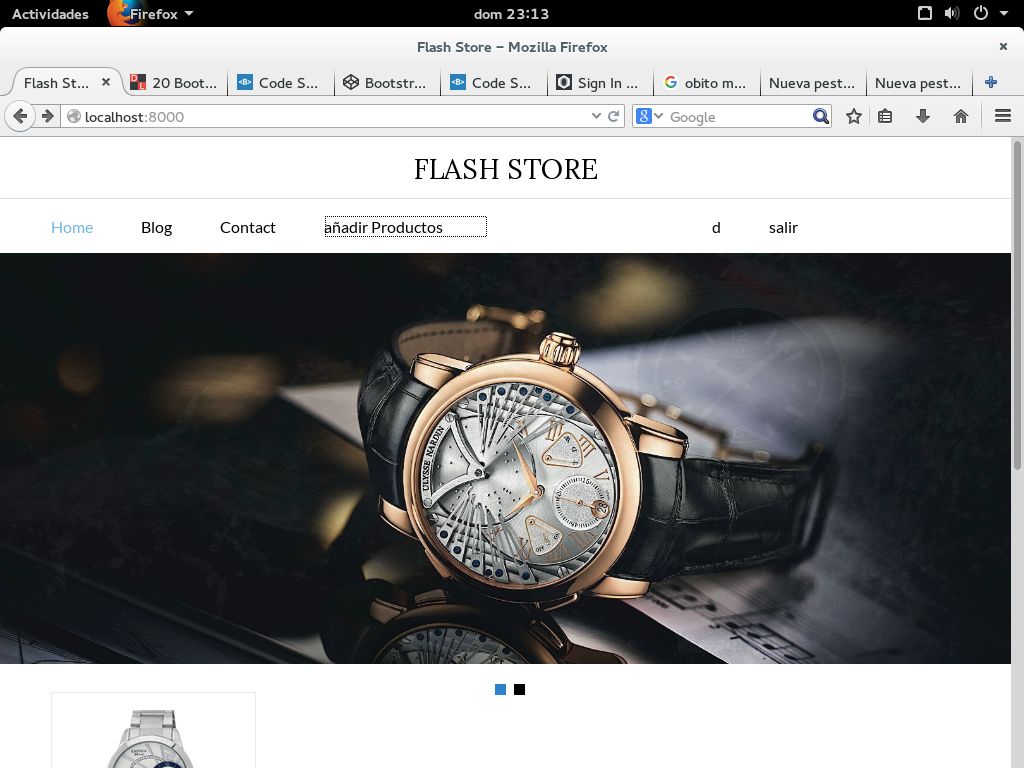 Actividades Firefox dom 23:13
Flash Store – Mozilla Firefox
Flash St... 20 Boot... Code S... Bootstr... Code S... Sign In ... obito m... Nueva pest... Nueva pest...
localhost:8000 Google
FLASH STORE
Home Blog Contact añadir Productos d salir
ULYSSE NARDIN